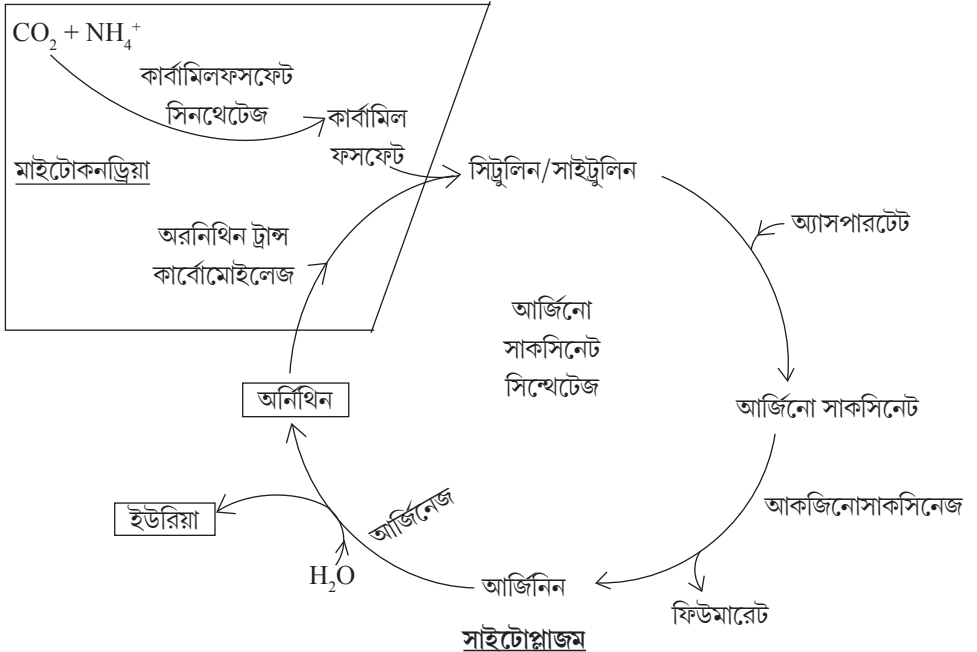 CO₂ + NH₄⁺
কার্বামিলফসফেট
সিনথেটেজ
কার্বামিল
ফসফেট
মাইটোকনড্রিয়া
সিট্রুলিন/সাইট্রুলিন
অ্যাসপারটেট
অরনিথিন ট্রান্স
কার্বোমোইলেজ
আর্জিনো
সাকসিনেট
সিন্থেটেজ
অর্নিথিন
আর্জিনো সাকসিনেট
ইউরিয়া
আর্জিনেজ
আকজিনোসাকসিনেজ
H₂O
আর্জিনিন
ফিউমারেট
সাইটোপ্লাজম